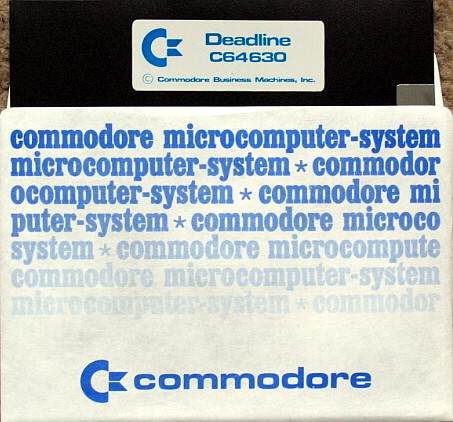 Deadline
C64630
© Commodore Business Machines, Inc.
commodore microcomputer-system
microcomputer-system * commodor
ocomputer-system * commodore mi
puter-system * commodore microco
system * commodore microcompute
commodore microcomputer-system
microcomputer-system * commodor
commodore